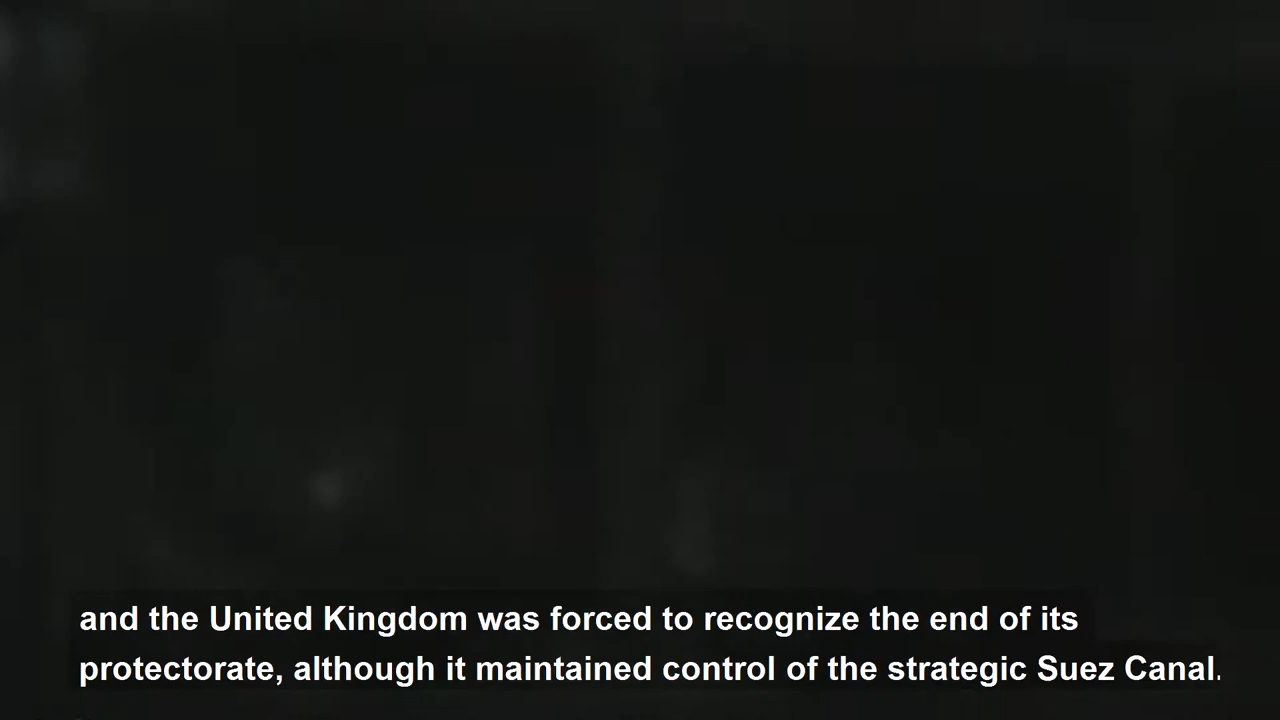 and the United Kingdom was forced to recognize the end of its
protectorate, although it maintained control of the strategic Suez Canal.